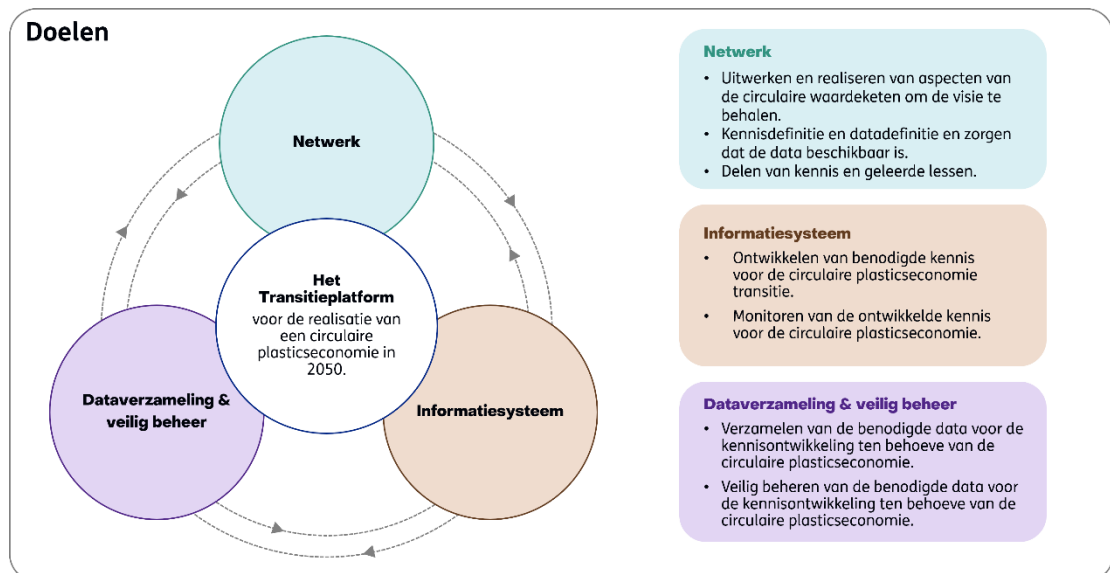 Doelen
Netwerk
Het
Transitieplatform
voor de realisatie van
een circulaire
plasticseconomie in
2050.
Dataverzameling &
veilig beheer
Informatiesysteem
Netwerk
• Uitwerken en realiseren van aspecten van
de circulaire waardeketen om de visie te
behalen.
• Kennisdefinitie en datadefinitie en zorgen
dat de data beschikbaar is.
• Delen van kennis en geleerde lessen.
Informatiesysteem
• Ontwikkelen van benodigde kennis
voor de circulaire plasticseconomie
transitie.
• Monitoren van de ontwikkelde kennis
voor de circulaire plasticseconomie.
Dataverzameling & veilig beheer
• Verzamelen van de benodigde data voor de
kennisontwikkeling ten behoeve van de
circulaire plasticseconomie.
• Veilig beheren van de benodigde data voor
de kennisontwikkeling ten behoeve van de
circulaire plasticseconomie.